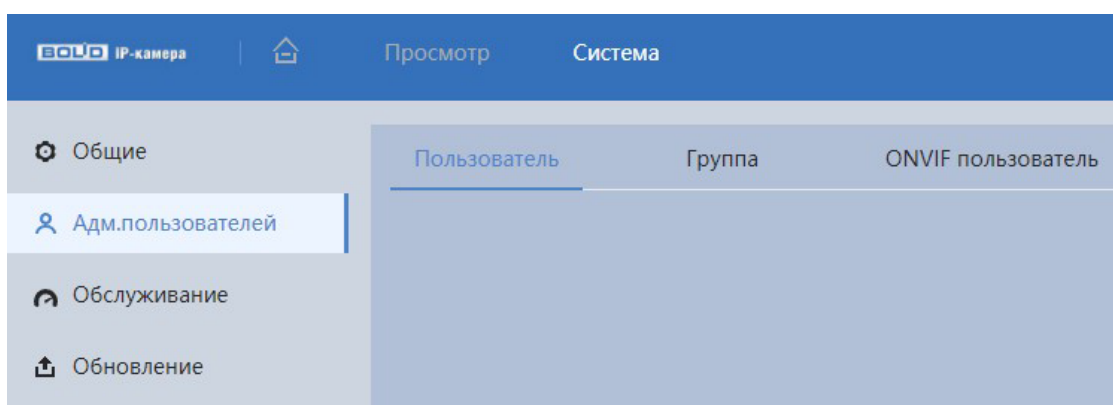 BOLID IP-камера Просмотр Система
Общие
Пользователь Группа ONVIF пользователь
Адм.пользователей
Обслуживание
Обновление